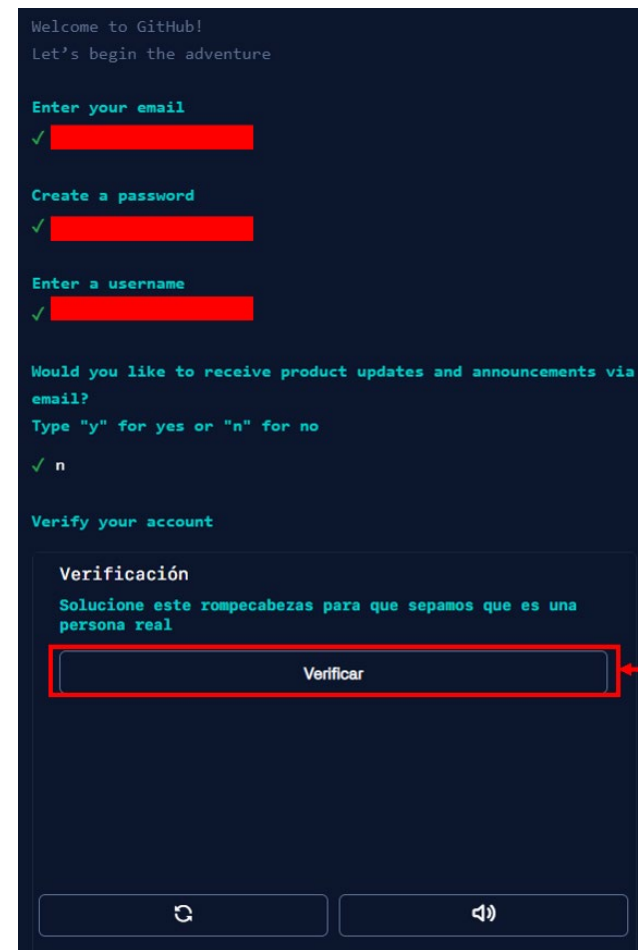 Welcome to GitHub!
Let’s begin the adventure
Enter your email
Create a password
Enter a username
Would you like to receive product updates and announcements via
email?
Type "y" for yes or "n" for no
n
Verify your account
Verificación
Solucione este rompecabezas para que sepamos que es una
persona real
Verificar